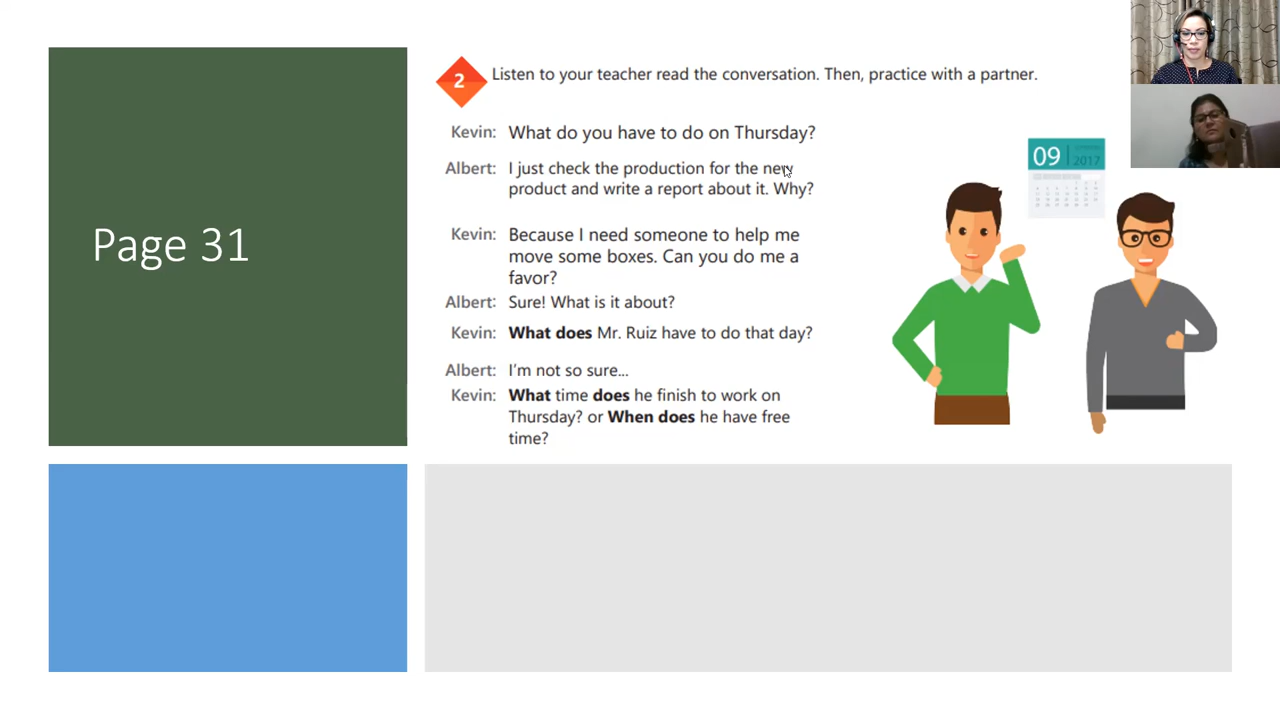 Page 31
2
Listen to your teacher read the conversation. Then, practice with a partner.
Kevin: What do you have to do on Thursday?
Albert: I just check the production for the new
product and write a report about it. Why?
Kevin: Because I need someone to help me
move some boxes. Can you do me a
favor?
Albert: Sure! What is it about?
Kevin: What does Mr. Ruiz have to do that day?
Albert: I'm not so sure...
Kevin: What time does he finish to work on
Thursday? or When does he have free
time?
09
2017